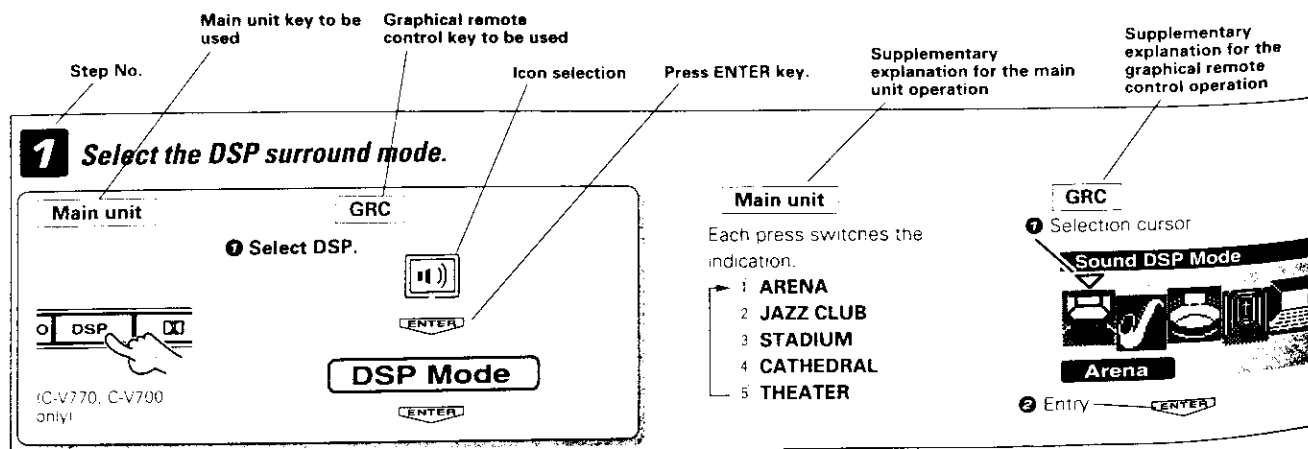 Main unit key to be
used
Graphical remote
control key to be used
Step No.
Icon selection
Press ENTER key.
Supplementary
explanation for the main
unit operation
Supplementary
explanation for the
graphical remote
control operation
1 Select the DSP surround mode.
Main unit
GRC
❶ Select DSP.
DSP
ENTER
DSP Mode
ENTER
(C-V770, C-V700
only)
Main unit
Each press switches the
indication.
1 ARENA
2 JAZZ CLUB
3 STADIUM
4 CATHEDRAL
5 THEATER
GRC
❶ Selection cursor
Sound DSP Mode
Arena
❷ Entry
ENTER